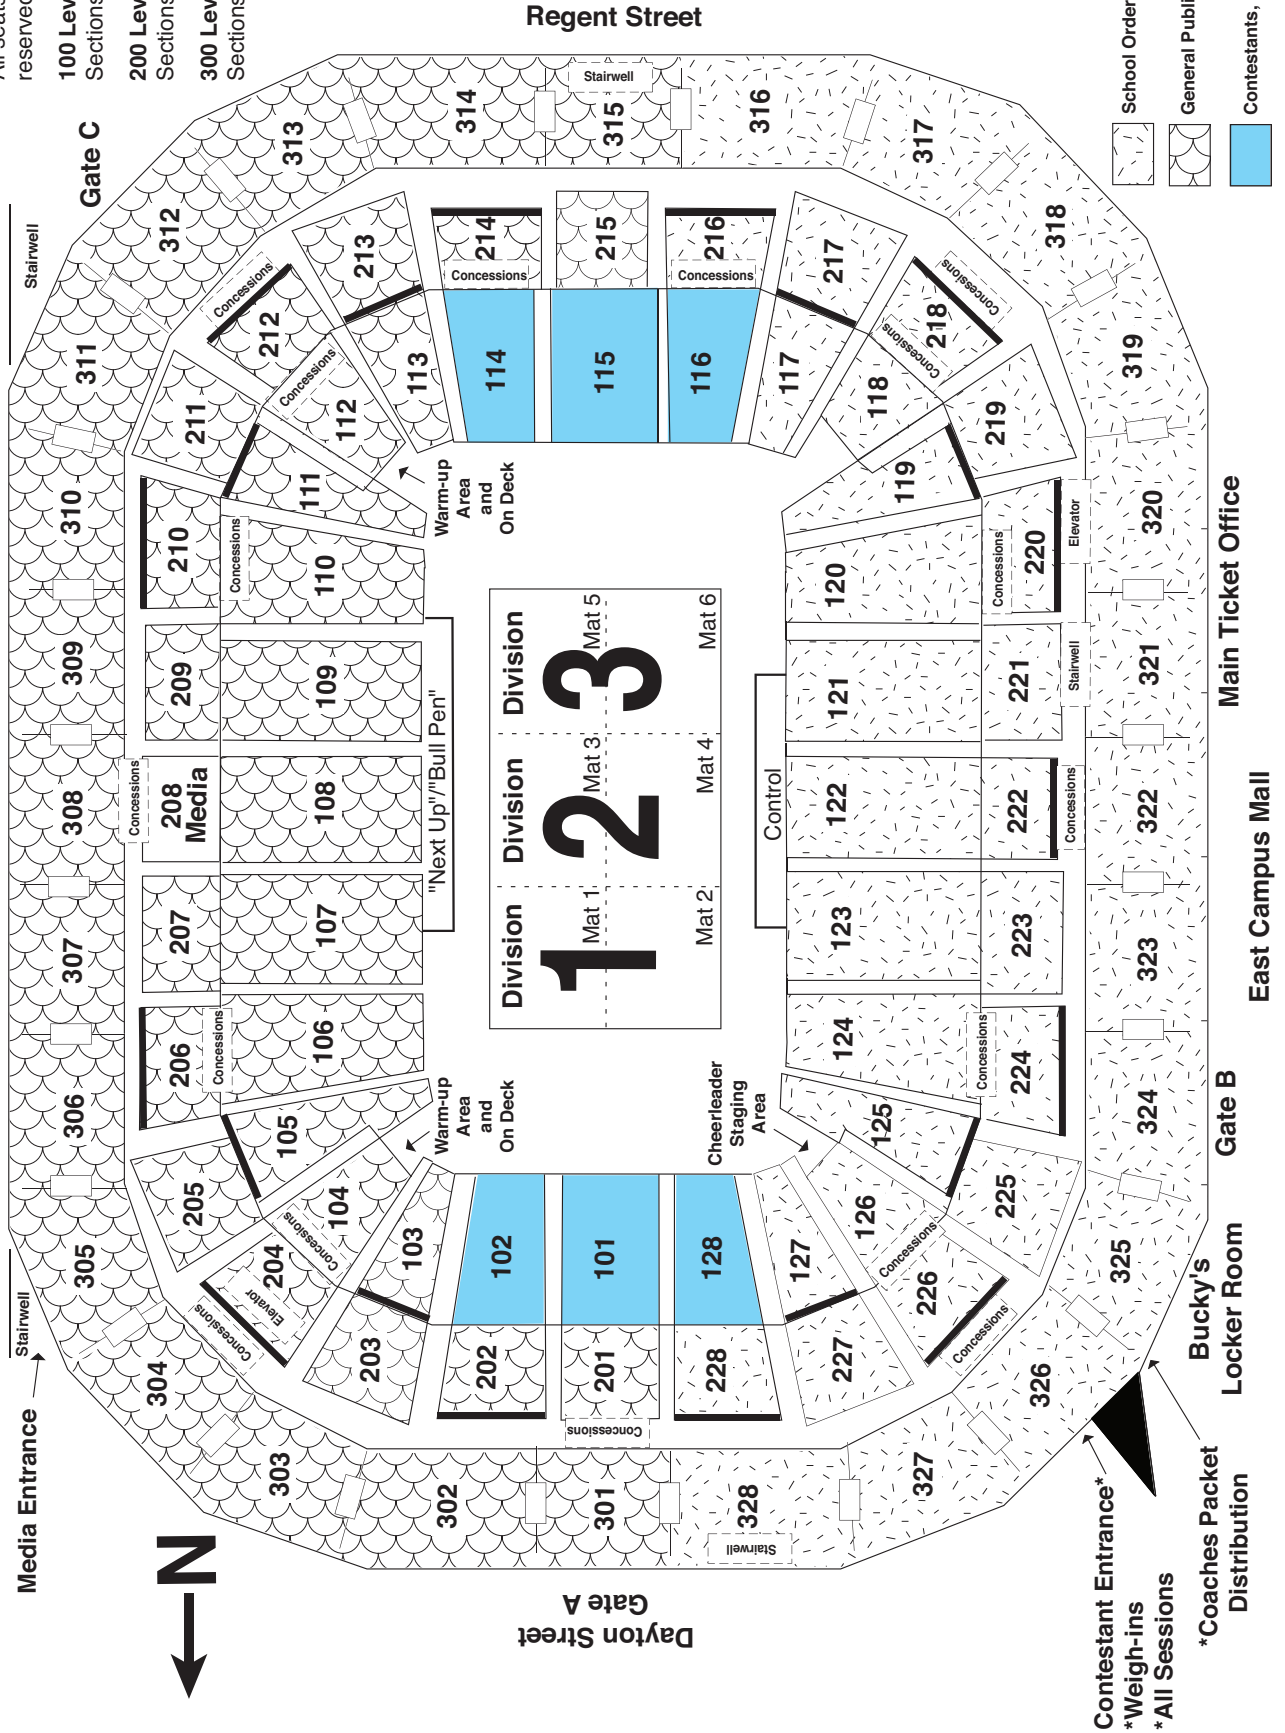 All seats
reserved
100 Lev
Sections
200 Lev
Sections
300 Lev
Sections
Regent Street
Gate C
Stairwell
Media Entrance
Stairwell
N
Dayton Street
Gate A
School Order
General Publi
Contestants,
305
306
307
308
309
310
311
312
313
314
315
Stairwell
316
317
318
319
320
321
322
323
324
325
326
327
328
Stairwell
301
302
303
304
Concessions
205
206
207
208
Media
209
210
211
212
Concessions
213
214
Concessions
215
216
Concessions
217
218
Concessions
Concessions
219
220
Concessions
Elevator
221
Stairwell
222
Concessions
223
224
Concessions
225
226
Concessions
Concessions
227
228
201
Concessions
202
203
204
Elevator
Concessions
Concessions
Concessions
Concessions
Concessions
101
102
103
104
105
106
107
108
109
110
111
112
113
114
115
116
117
118
119
120
121
122
123
124
125
126
127
128
Warm-up
Area
and
On Deck
Warm-up
Area
and
On Deck
"Next Up"/"Bull Pen"
Division
1
Mat 1
Mat 2
Division
2
Mat 3
Mat 4
Division
3
Mat 5
Mat 6
Control
Cheerleader
Staging
Area
Main Ticket Office
East Campus Mall
Gate B
Bucky's
Locker Room
Contestant Entrance*
*Weigh-ins
*All Sessions
*Coaches Packet
Distribution